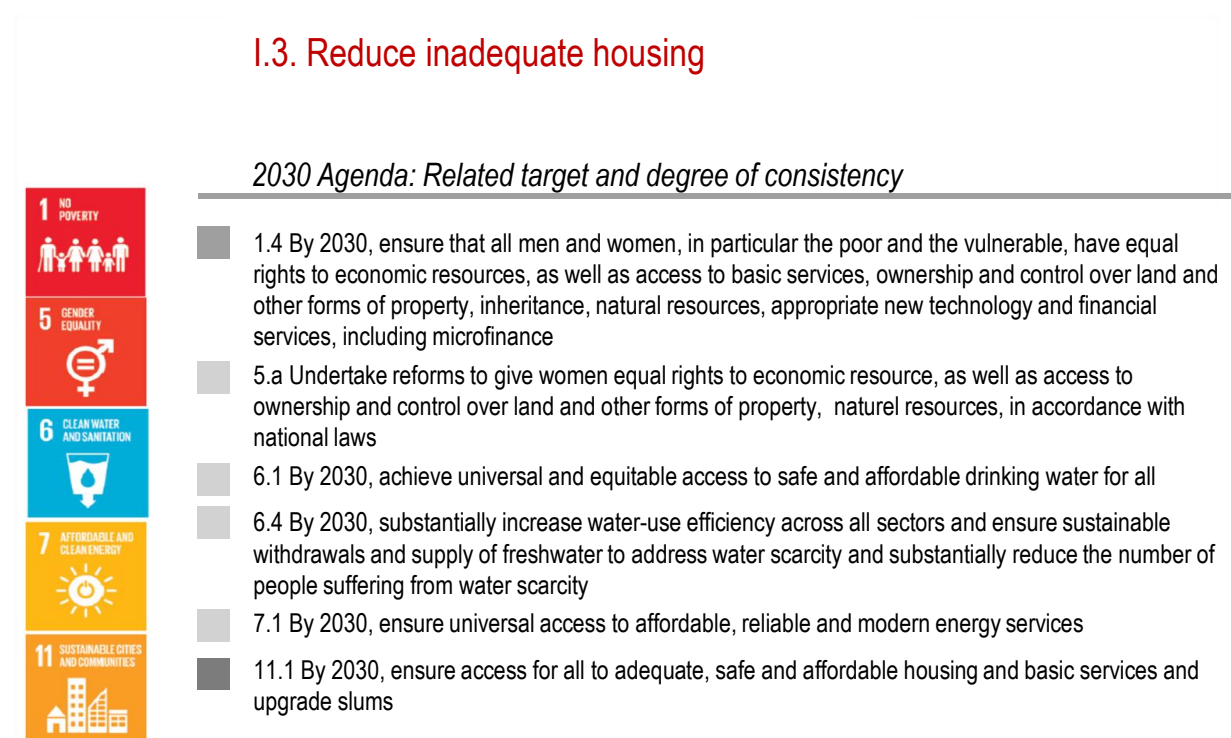 I.3. Reduce inadequate housing
2030 Agenda: Related target and degree of consistency
1 NO
POVERTY
5 GENDER
EQUALITY
6 CLEAN WATER
AND SANITATION
7 AFFORDABLE AND
CLEAN ENERGY
11 SUSTAINABLE CITIES
AND COMMUNITIES
1.4 By 2030, ensure that all men and women, in particular the poor and the vulnerable, have equal
rights to economic resources, as well as access to basic services, ownership and control over land and
other forms of property, inheritance, natural resources, appropriate new technology and financial
services, including microfinance
5.a Undertake reforms to give women equal rights to economic resource, as well as access to
ownership and control over land and other forms of property, naturel resources, in accordance with
national laws
6.1 By 2030, achieve universal and equitable access to safe and affordable drinking water for all
6.4 By 2030, substantially increase water-use efficiency across all sectors and ensure sustainable
withdrawals and supply of freshwater to address water scarcity and substantially reduce the number of
people suffering from water scarcity
7.1 By 2030, ensure universal access to affordable, reliable and modern energy services
11.1 By 2030, ensure access for all to adequate, safe and affordable housing and basic services and
upgrade slums